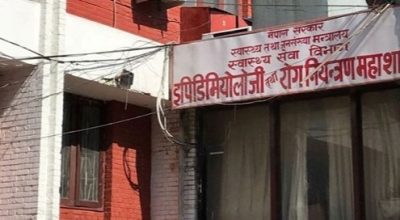 नेपाल सरकार
स्वास्थ्य तथा जनसंख्या मन्त्रालय
स्वास्थ्य सेवा विभाग
इपिडिमियोलोजी तथा रोग नियन्त्रण महाशा